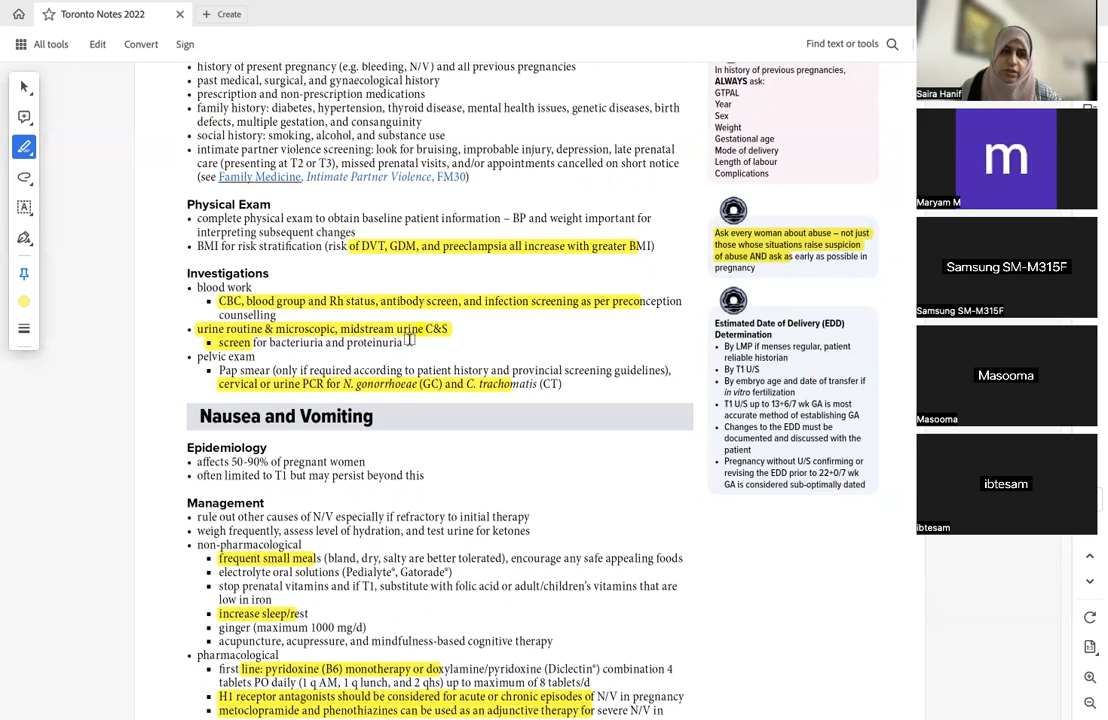 Toronto Notes 2022
Create
All tools
Edit
Convert
Sign
Find text or tools
• history of present pregnancy (e.g. bleeding, N/V) and all previous pregnancies
• past medical, surgical, and gynaecological history
• prescription and non-prescription medications
• family history: diabetes, hypertension, thyroid disease, mental health issues, genetic diseases, birth
defects, multiple gestation, and consanguinity
• social history: smoking, alcohol, and substance use
• intimate partner violence screening: look for bruising, improbable injury, depression, late prenatal
care (presenting at T2 or T3), missed prenatal visits, and/or appointments cancelled on short notice
(see Family Medicine, Intimate Partner Violence, FM30)
Physical Exam
• complete physical exam to obtain baseline patient information – BP and weight important for
interpreting subsequent changes
• BMI for risk stratification (risk of DVT, GDM, and preeclampsia all increase with greater BMI)
Investigations
• blood work
▪ CBC, blood group and Rh status, antibody screen, and infection screening as per preconception
counselling
• urine routine & microscopic, midstream urine C&S
▪ screen for bacteriuria and proteinuria
• pelvic exam
▪ Pap smear (only if required according to patient history and provincial screening guidelines),
cervical or urine PCR for N. gonorrhoeae (GC) and C. trachomatis (CT)
Nausea and Vomiting
Epidemiology
• affects 50-90% of pregnant women
• often limited to T1 but may persist beyond this
Management
• rule out other causes of N/V especially if refractory to initial therapy
• weigh frequently, assess level of hydration, and test urine for ketones
• non-pharmacological
▪ frequent small meals (bland, dry, salty are better tolerated), encourage any safe appealing foods
▪ electrolyte oral solutions (Pedialyte®, Gatorade®)
▪ stop prenatal vitamins and if T1, substitute with folic acid or adult/children's vitamins that are
low in iron
▪ increase sleep/rest
▪ ginger (maximum 1000 mg/d)
▪ acupuncture, acupressure, and mindfulness-based cognitive therapy
• pharmacological
▪ first line: pyridoxine (B6) monotherapy or doxylamine/pyridoxine (Diclectin®) combination 4
tablets PO daily (1 q AM, 1 q lunch, and 2 qhs) up to maximum of 8 tablets/d
▪ H1 receptor antagonists should be considered for acute or chronic episodes of N/V in pregnancy
▪ metoclopramide and phenothiazines can be used as an adjunctive therapy for severe N/V in
In history of previous pregnancies,
ALWAYS ask:
GTPAL
Year
Sex
Weight
Gestational age
Mode of delivery
Length of labour
Complications
Ask every woman about abuse – not just
those whose situations raise suspicion
of abuse AND ask as early as possible in
pregnancy
Estimated Date of Delivery (EDD)
Determination
• By LMP if menses regular, patient
reliable historian
• By T1 U/S
• By embryo age and date of transfer if
in vitro fertilization
• T1 U/S up to 13+6/7 wk GA is most
accurate method of establishing GA
• Changes to the EDD must be
documented and discussed with the
patient
• Pregnancy without U/S confirming or
revising the EDD prior to 22+0/7 wk
GA is considered sub-optimally dated
Saira Hanif
m
Maryam M
Samsung SM-M315F
Samsung SM-M315F
Masooma
Masooma
ibtesam
ibtesam